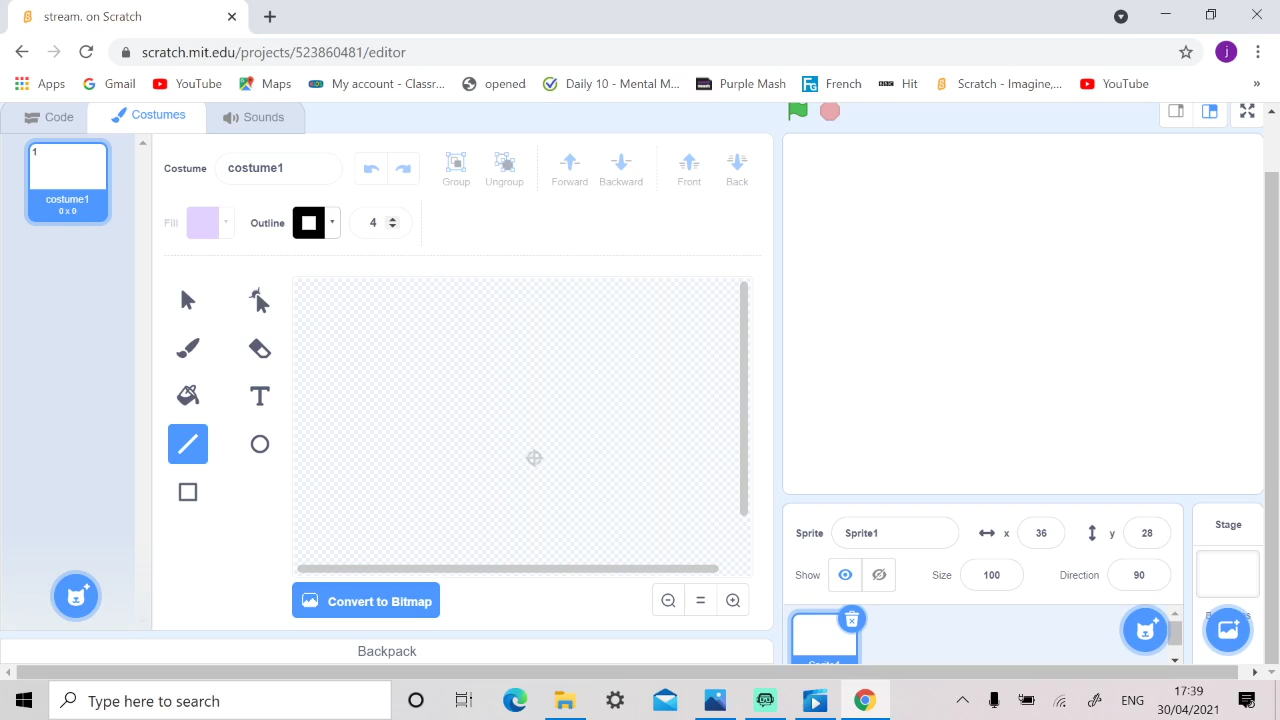 stream. on Scratch
scratch.mit.edu/projects/523860481/editor
j
Apps Gmail YouTube Maps My account - Classr... opened Daily 10 - Mental M... Purple Mash French BBC Hit Scratch - Imagine,... YouTube »
Code Costumes Sounds
1
costume1
0 x 0
Costume costume1 Group Ungroup Forward Backward Front Back
Fill Outline 4
T
Convert to Bitmap
Backpack
Sprite Sprite1 x 36 y 28
Show Size 100 Direction 90
Sprite1
Stage
Type here to search
ENG
17:39
30/04/2021